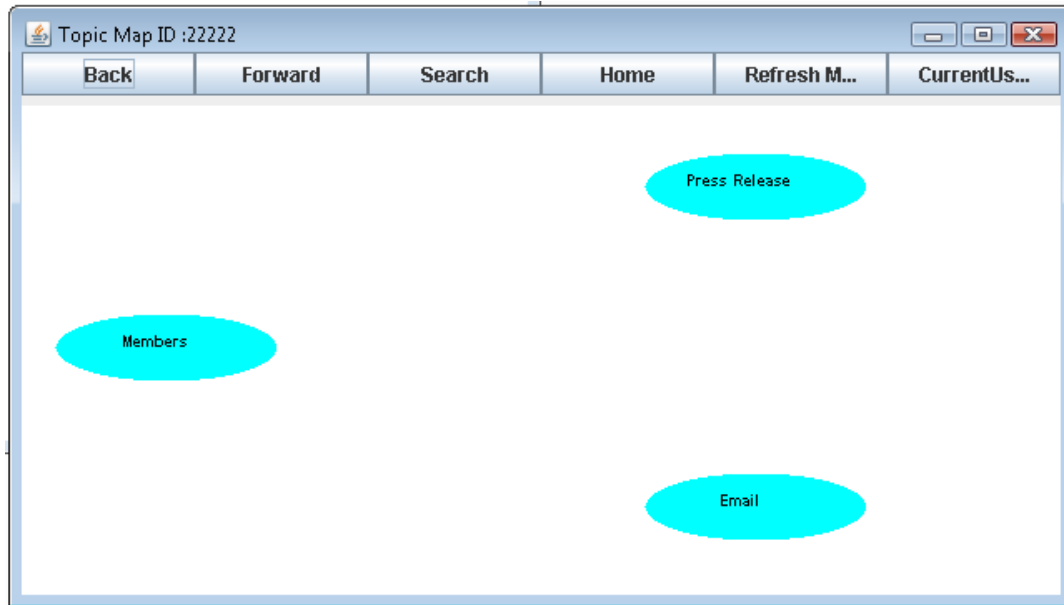 Topic Map ID :22222
Back Forward Search Home Refresh M... CurrentUs...
Press Release
Members
Email